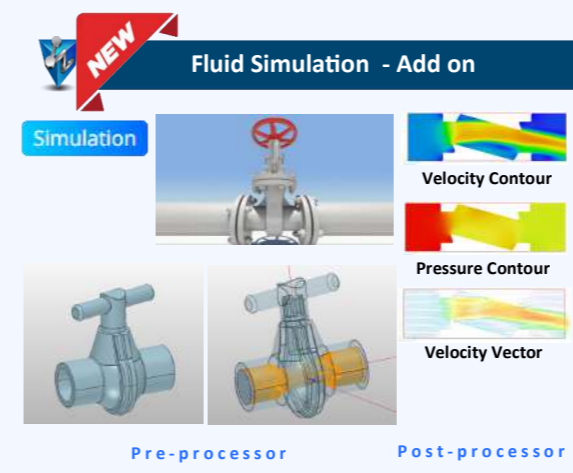 NEW
Fluid Simulation - Add on
Simulation
Velocity Contour
Pressure Contour
Velocity Vector
Pre-processor
Post-processor